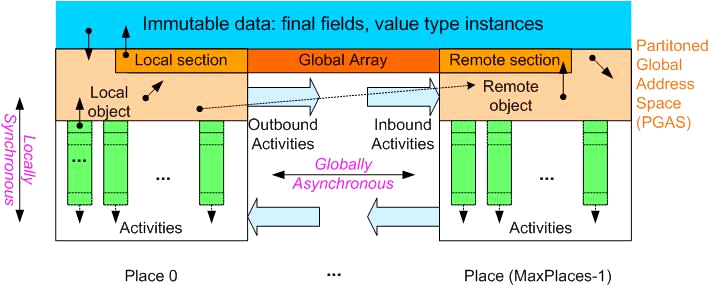 Immutable data: final fields, value type instances
Local section
Global Array
Remote section
Partitoned
Global
Address
Space
(PGAS)
Local
object
Remote
object
Outbound
Activities
Inbound
Activities
Locally
Synchronous
Globally
Asynchronous
...
...
...
...
Activities
Activities
Place 0
...
Place (MaxPlaces-1)